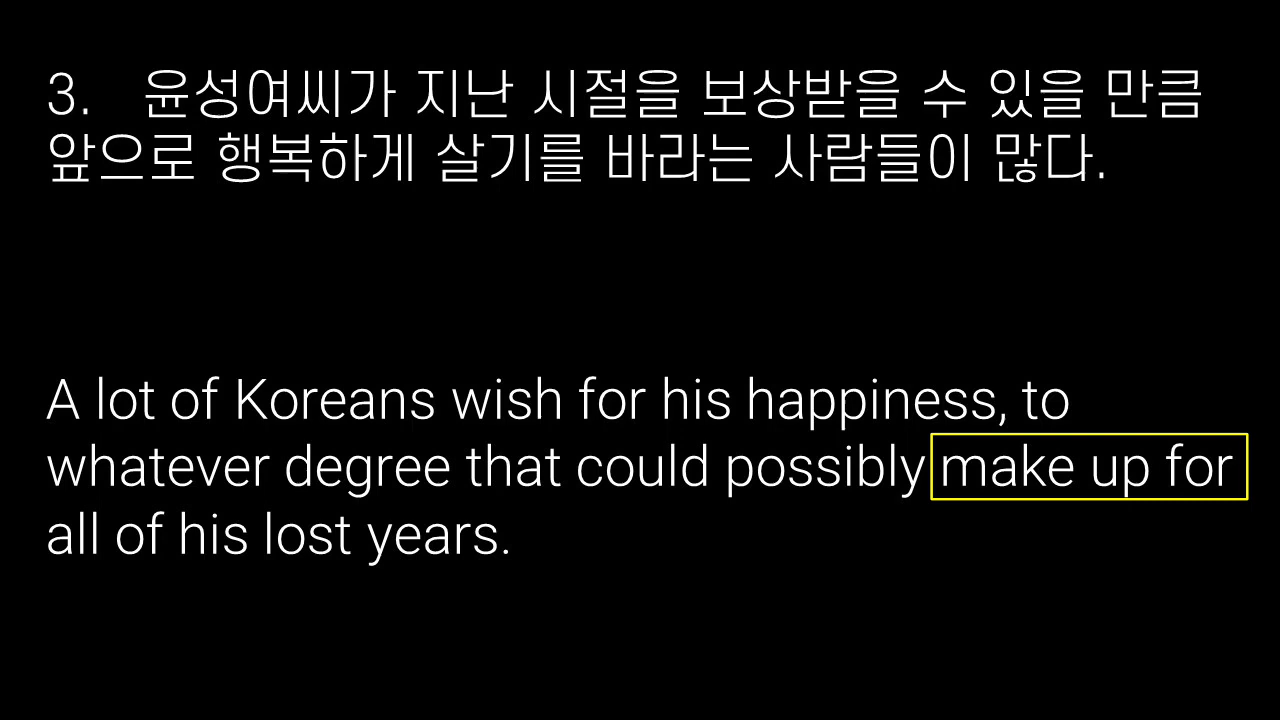 3. 윤성여씨가 지난 시절을 보상받을 수 있을 만큼
앞으로 행복하게 살기를 바라는 사람들이 많다.
A lot of Koreans wish for his happiness, to
whatever degree that could possibly make up for
all of his lost years.